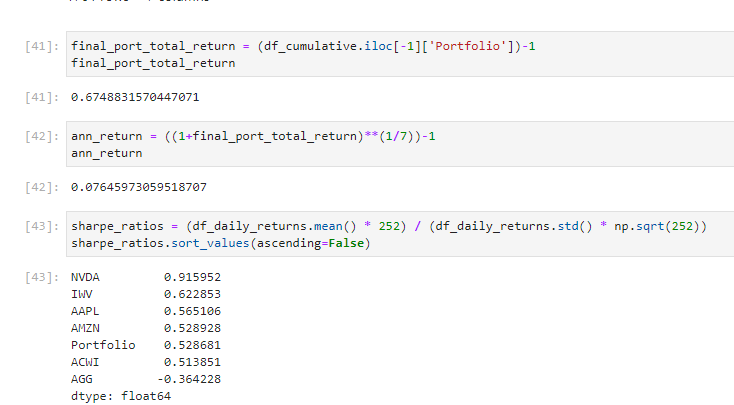 [41]: final_port_total_return = (df_cumulative.iloc[-1]['Portfolio'])-1
final_port_total_return
[41]: 0.6748831570447071
[42]: ann_return = ((1+final_port_total_return)**(1/7))-1
ann_return
[42]: 0.07645973059518707
[43]: sharpe_ratios = (df_daily_returns.mean() * 252) / (df_daily_returns.std() * np.sqrt(252))
sharpe_ratios.sort_values(ascending=False)
[43]: NVDA 0.915952
IWV 0.622853
AAPL 0.565106
AMZN 0.528928
Portfolio 0.528681
ACWI 0.513851
AGG -0.364228
dtype: float64